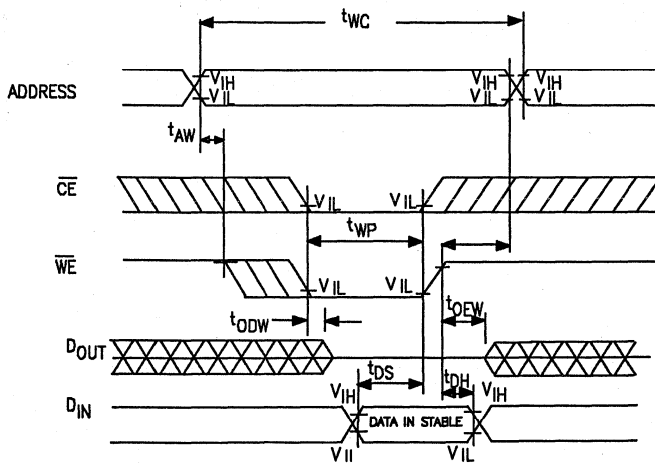 tWC
ADDRESS
VIH VIH VIH
VIL VIL VIL
tAW
CE
VIL VIL
tWP
WE
VIL VIL
tODW tOEW
DOUT
tDS tDH
VIH VIH
DIN
DATA IN STABLE
VIl VIL